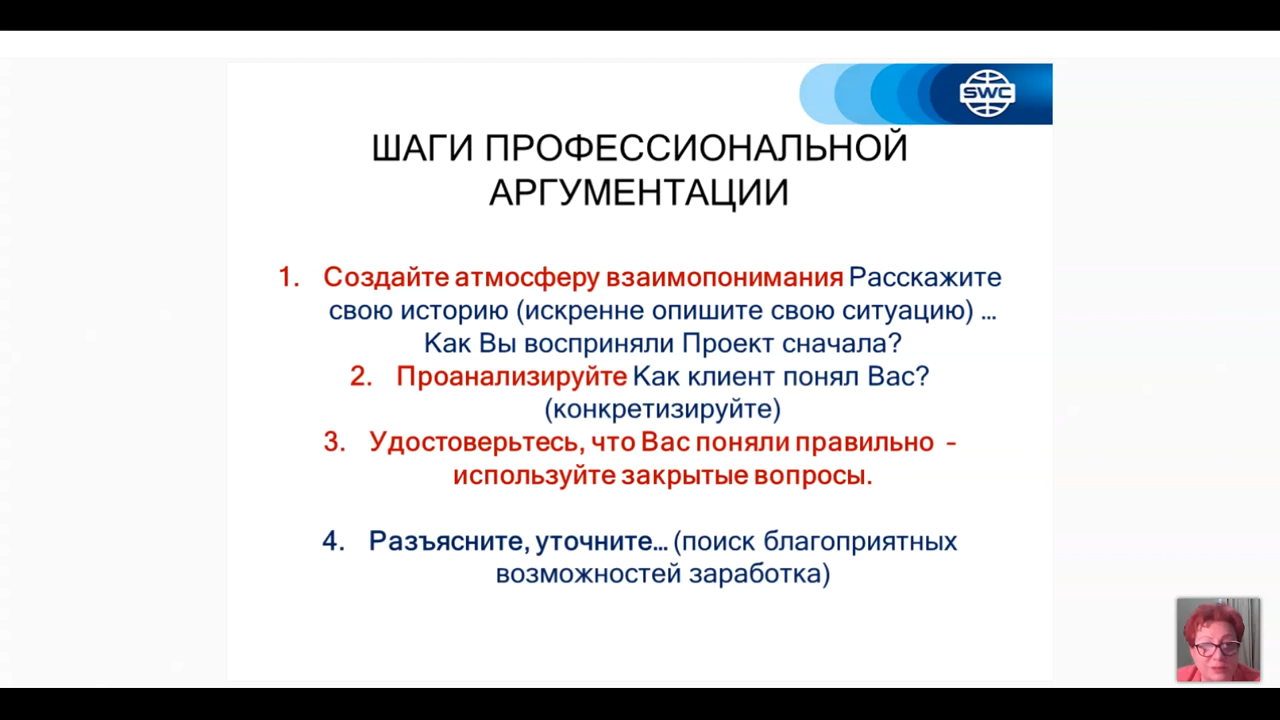 SWC
ШАГИ ПРОФЕССИОНАЛЬНОЙ
АРГУМЕНТАЦИИ
1. Создайте атмосферу взаимопонимания Расскажите
свою историю (искренне опишите свою ситуацию) ...
Как Вы восприняли Проект сначала?
2. Проанализируйте Как клиент понял Вас?
(конкретизируйте)
3. Удостоверьтесь, что Вас поняли правильно -
используйте закрытые вопросы.
4. Разъясните, уточните... (поиск благоприятных
возможностей заработка)